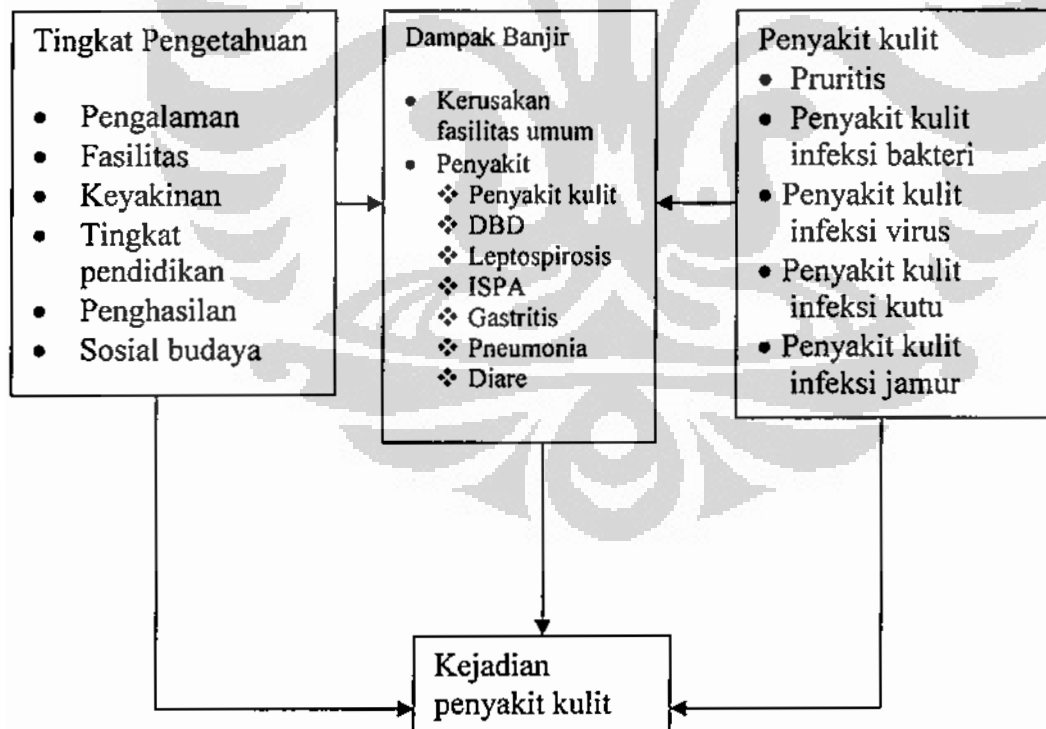 Tingkat Pengetahuan
• Pengalaman
• Fasilitas
• Keyakinan
• Tingkat
pendidikan
• Penghasilan
• Sosial budaya
Dampak Banjir
• Kerusakan
fasilitas umum
• Penyakit
❖ Penyakit kulit
❖ DBD
❖ Leptospirosis
❖ ISPA
❖ Gastritis
❖ Pneumonia
❖ Diare
Penyakit kulit
• Pruritis
• Penyakit kulit
infeksi bakteri
• Penyakit kulit
infeksi virus
• Penyakit kulit
infeksi kutu
• Penyakit kulit
infeksi jamur
Kejadian
penyakit kulit